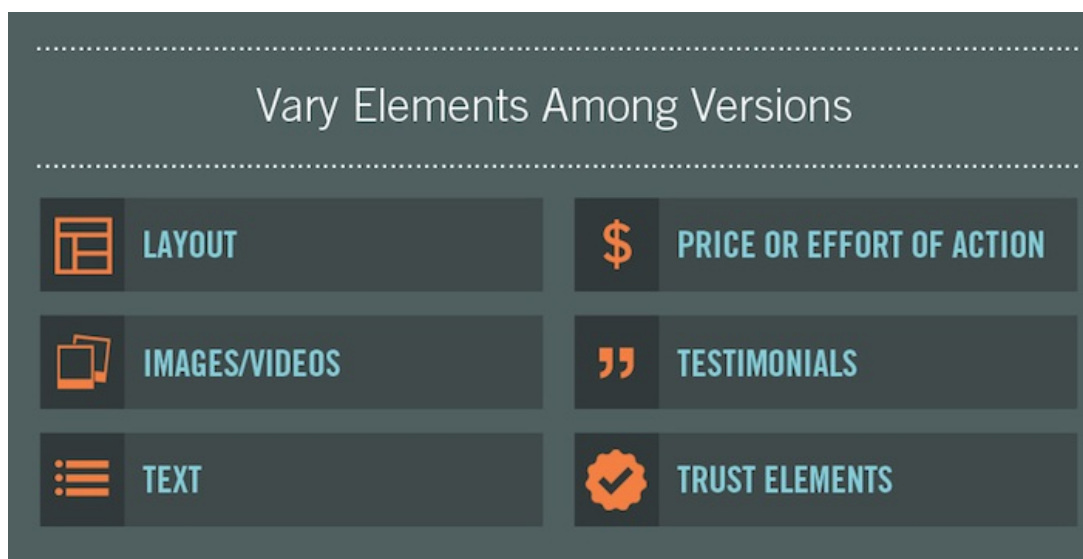 Vary Elements Among Versions
LAYOUT
PRICE OR EFFORT OF ACTION
IMAGES/VIDEOS
TESTIMONIALS
TEXT
TRUST ELEMENTS